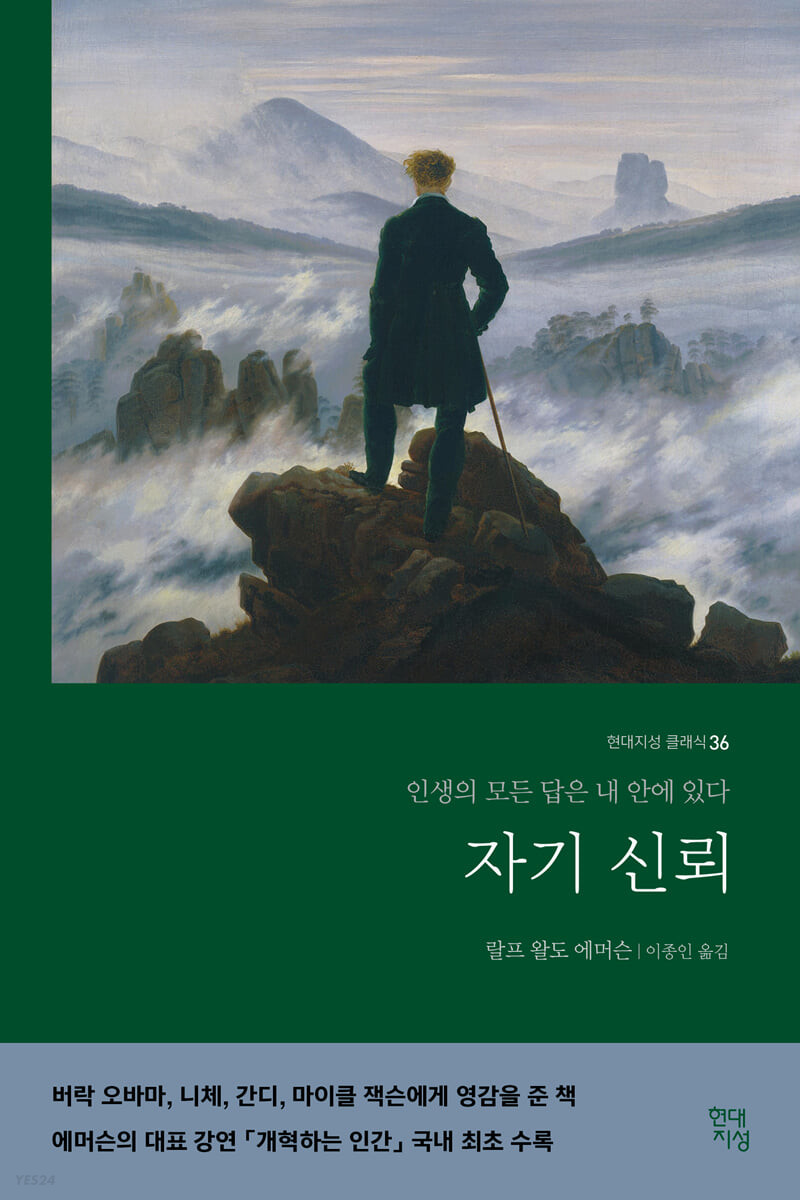 현대지성 클래식 36
인생의 모든 답은 내 안에 있다
자기 신뢰
랄프 왈도 에머슨 | 이종인 옮김
버락 오바마, 니체, 간디, 마이클 잭슨에게 영감을 준 책
에머슨의 대표 강연 「개혁하는 인간」 국내 최초 수록
현대
지성
YES24